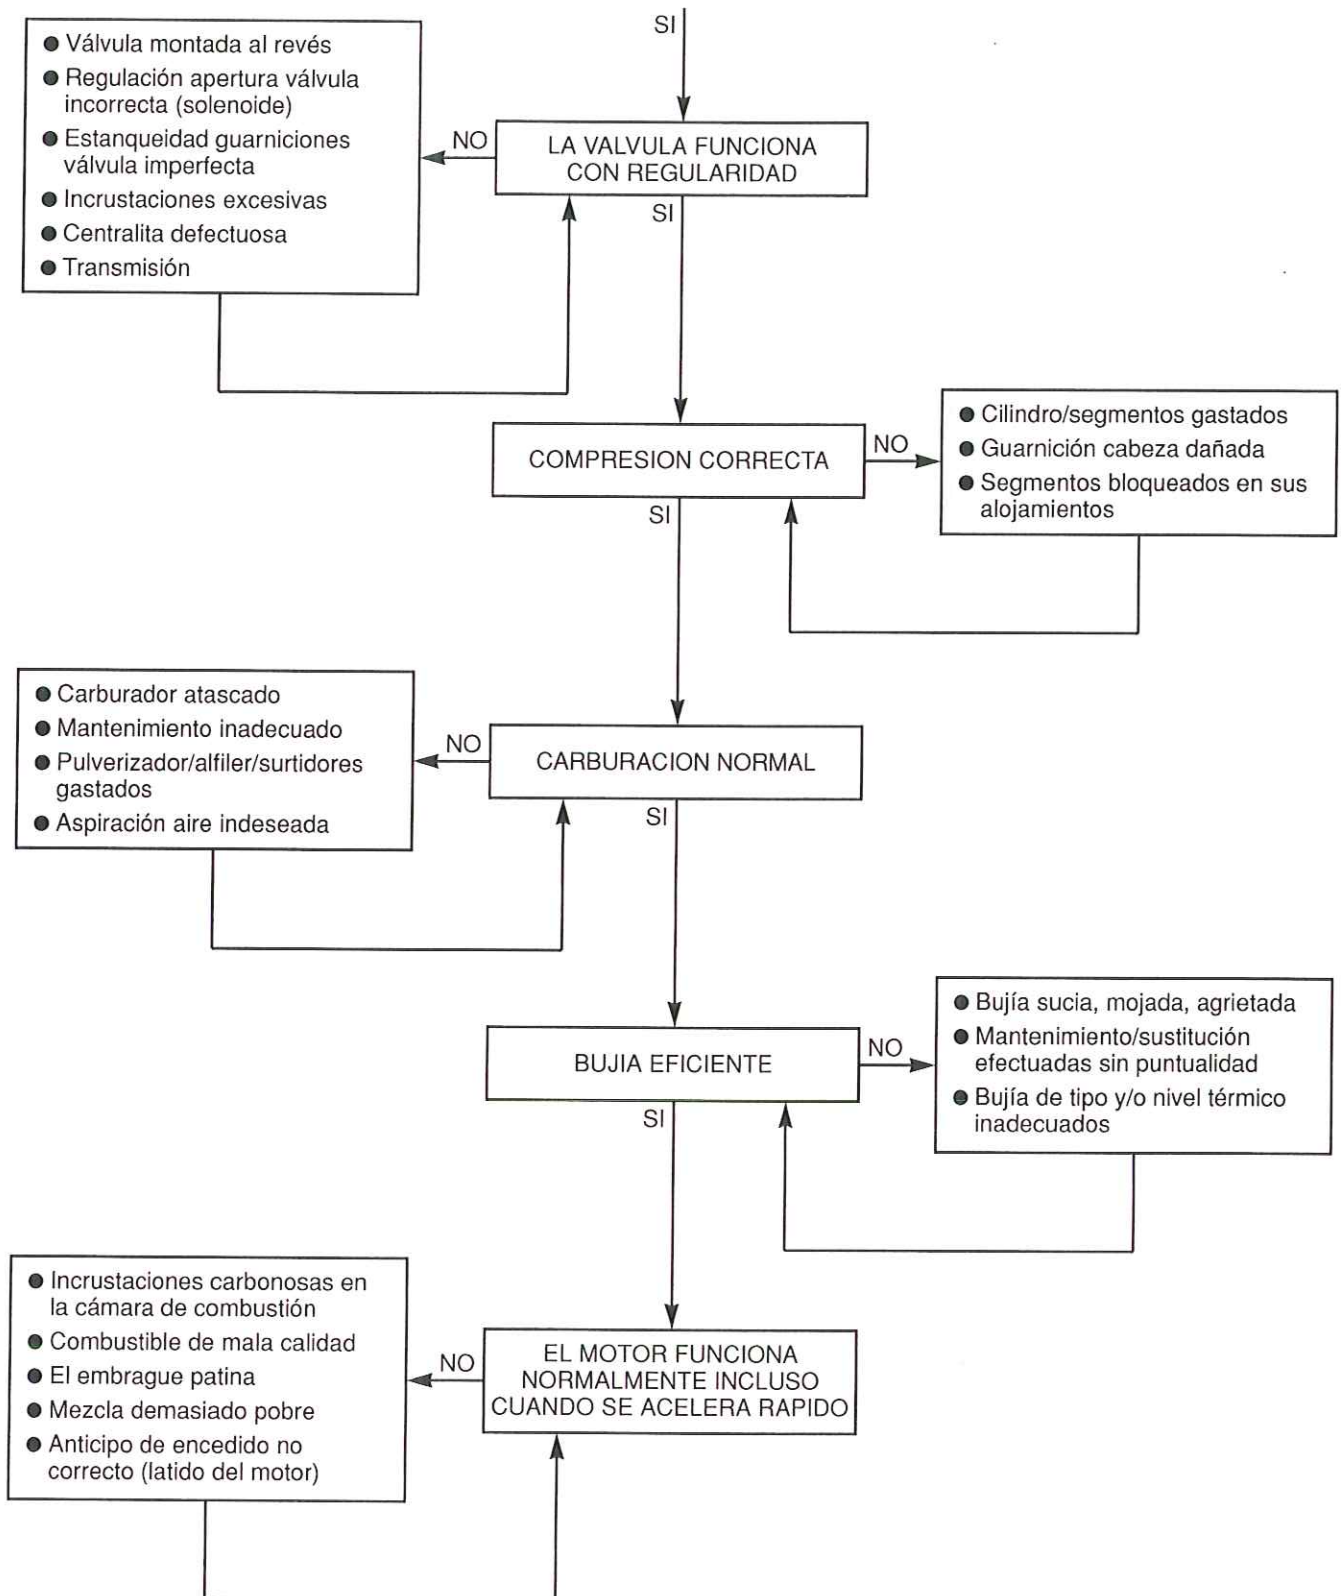 SI
● Válvula montada al revés
● Regulación apertura válvula
incorrecta (solenoide)
● Estanqueidad guarniciones
válvula imperfecta
● Incrustaciones excesivas
● Centralita defectuosa
● Transmisión
NO
LA VALVULA FUNCIONA
CON REGULARIDAD
SI
COMPRESION CORRECTA
NO
● Cilindro/segmentos gastados
● Guarnición cabeza dañada
● Segmentos bloqueados en sus
alojamientos
SI
● Carburador atascado
● Mantenimiento inadecuado
● Pulverizador/alfiler/surtidores
gastados
● Aspiración aire indeseada
NO
CARBURACION NORMAL
SI
BUJIA EFICIENTE
NO
● Bujía sucia, mojada, agrietada
● Mantenimiento/sustitución
efectuadas sin puntualidad
● Bujía de tipo y/o nivel térmico
inadecuados
SI
● Incrustaciones carbonosas en
la cámara de combustión
● Combustible de mala calidad
● El embrague patina
● Mezcla demasiado pobre
● Anticipo de encedido no
correcto (latido del motor)
NO
EL MOTOR FUNCIONA
NORMALMENTE INCLUSO
CUANDO SE ACELERA RAPIDO